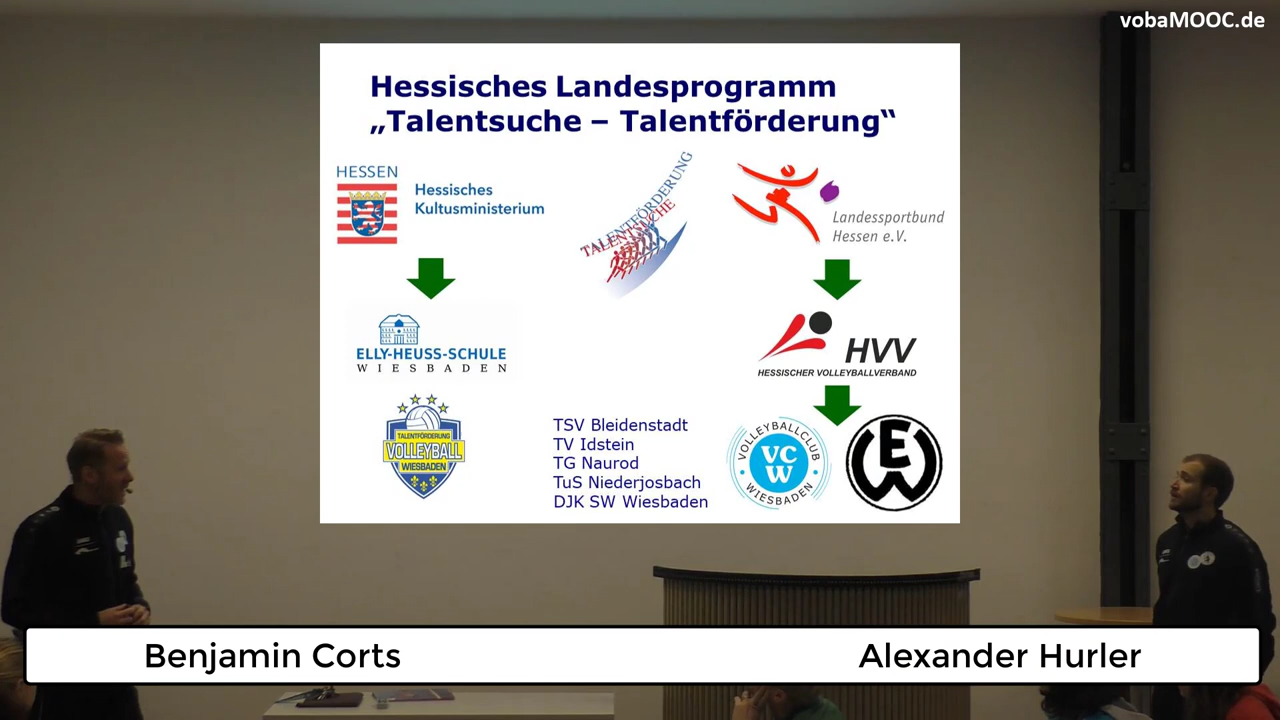 vobaMOOC.de
Hessisches Landesprogramm
„Talentsuche – Talentförderung“
HESSEN
Hessisches
Kultusministerium
TALENTFÖRDERUNG
TALENTSUCHE
Landessportbund
Hessen e.V.
ELLY-HEUSS-SCHULE
WIESBADEN
HVV
HESSISCHER VOLLEYBALLVERBAND
TALENTFÖRDERUNG
VOLLEYBALL
WIESBADEN
TSV Bleidenstadt
TV Idstein
TG Naurod
TuS Niederjosbach
DJK SW Wiesbaden
VOLLEYBALLCLUB
VC
W
WIESBADEN
E
W
Benjamin Corts
Alexander Hurler